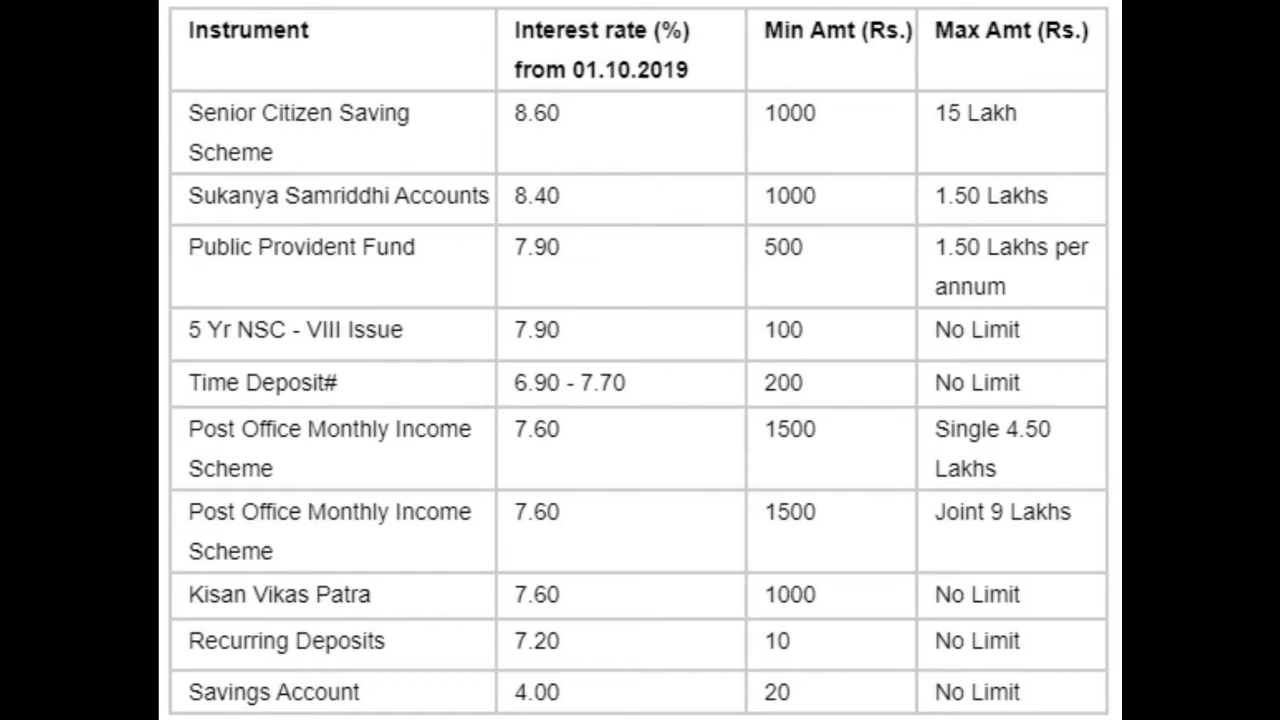 Instrument Interest rate (%) Min Amt (Rs.) Max Amt (Rs.)
from 01.10.2019
Senior Citizen Saving 8.60 1000 15 Lakh
Scheme
Sukanya Samriddhi Accounts 8.40 1000 1.50 Lakhs
Public Provident Fund 7.90 500 1.50 Lakhs per
annum
5 Yr NSC - VIII Issue 7.90 100 No Limit
Time Deposit# 6.90 - 7.70 200 No Limit
Post Office Monthly Income 7.60 1500 Single 4.50
Scheme Lakhs
Post Office Monthly Income 7.60 1500 Joint 9 Lakhs
Scheme
Kisan Vikas Patra 7.60 1000 No Limit
Recurring Deposits 7.20 10 No Limit
Savings Account 4.00 20 No Limit